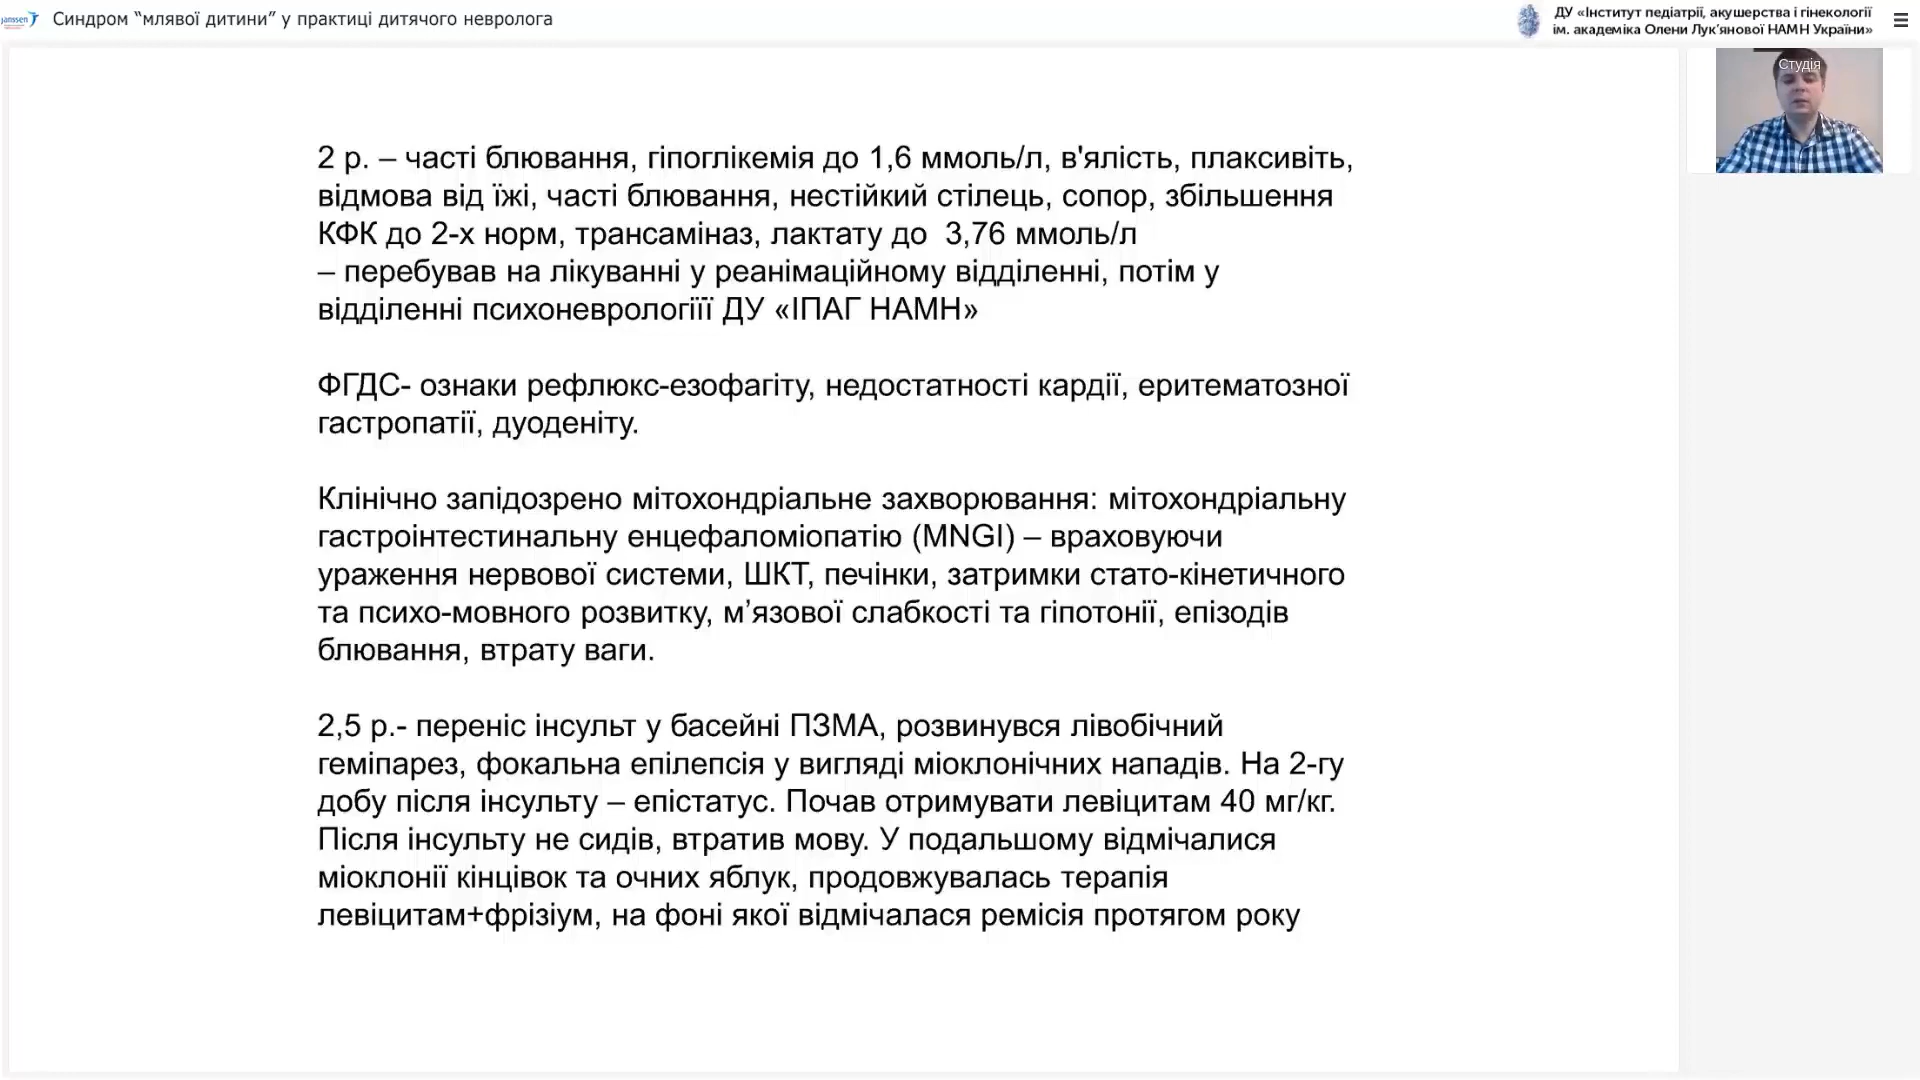 janssen
Синдром “млявої дитини” у практиці дитячого невролога
ДУ «Інститут педіатрії, акушерства і гінекології
ім. академіка Олени Лук’янової НАМН України»
Студія
2 р. – часті блювання, гіпоглікемія до 1,6 ммоль/л, в'ялість, плаксивіть,
відмова від їжі, часті блювання, нестійкий стілець, сопор, збільшення
КФК до 2-х норм, трансаміназ, лактату до 3,76 ммоль/л
– перебував на лікуванні у реанімаційному відділенні, потім у
відділенні психоневрологіїї ДУ «ІПАГ НАМН»
ФГДС- ознаки рефлюкс-езофагіту, недостатності кардії, еритематозної
гастропатії, дуоденіту.
Клінічно запідозрено мітохондріальне захворювання: мітохондріальну
гастроінтестинальну енцефаломіопатію (MNGI) – враховуючи
ураження нервової системи, ШКТ, печінки, затримки стато-кінетичного
та психо-мовного розвитку, м’язової слабкості та гіпотонії, епізодів
блювання, втрату ваги.
2,5 р.- переніс інсульт у басейні ПЗМА, розвинувся лівобічний
геміпарез, фокальна епілепсія у вигляді міоклонічних нападів. На 2-гу
добу після інсульту – епістатус. Почав отримувати левіцитам 40 мг/кг.
Після інсульту не сидів, втратив мову. У подальшому відмічалися
міоклонії кінцівок та очних яблук, продовжувалась терапія
левіцитам+фрізіум, на фоні якої відмічалася ремісія протягом року